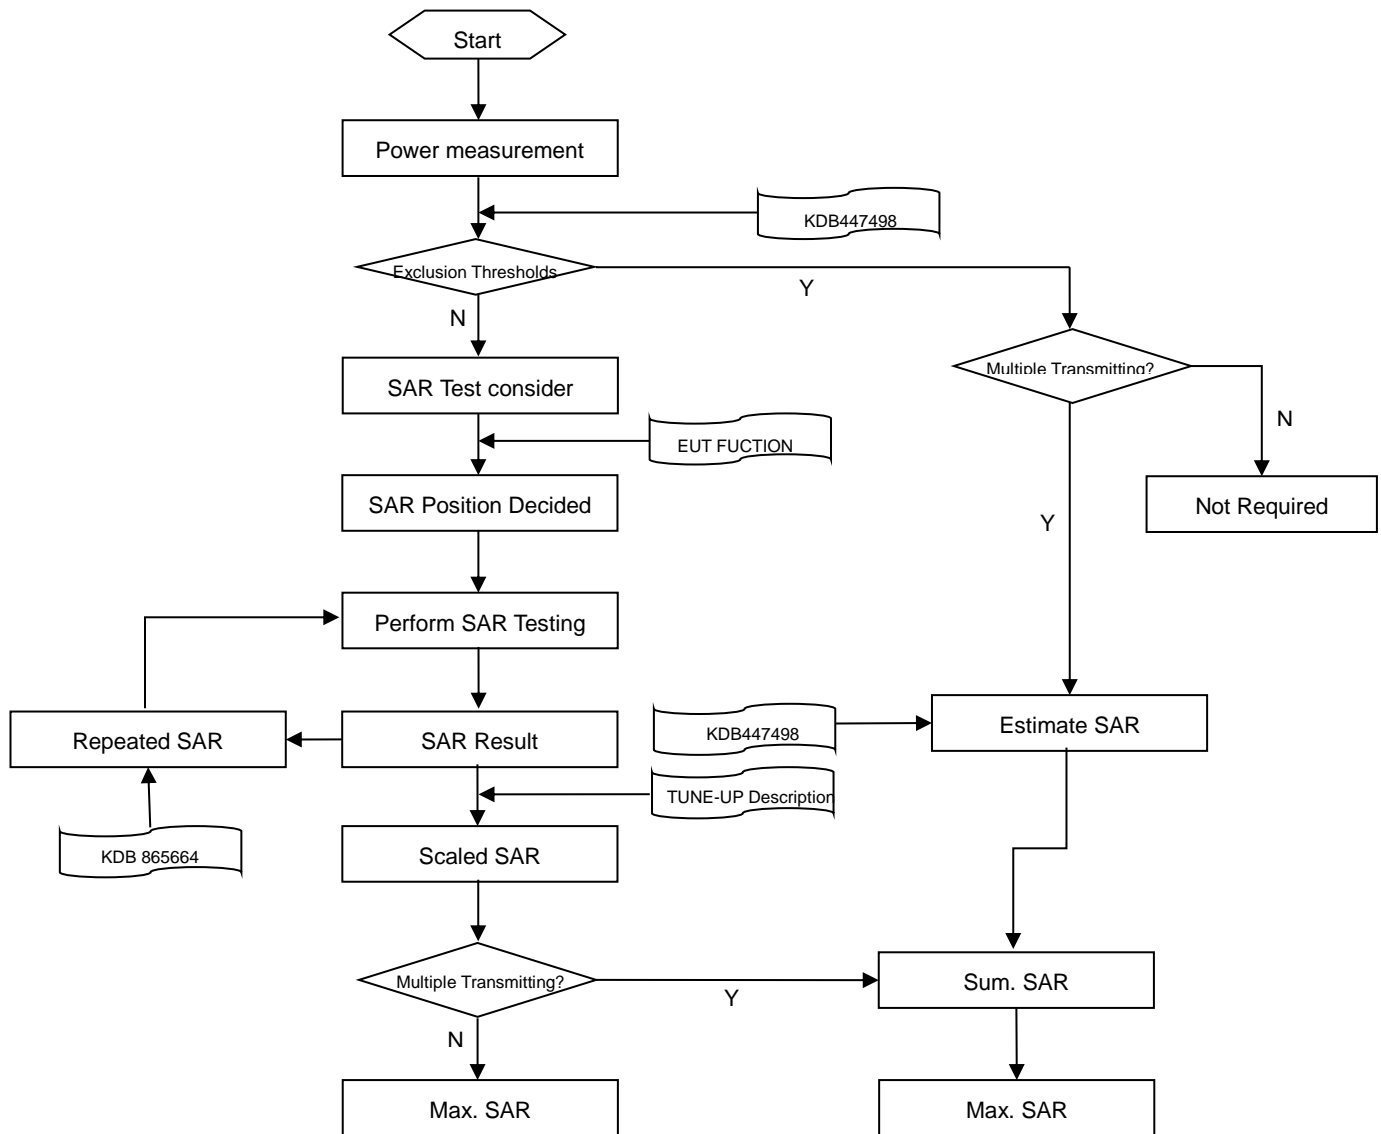 Start
Power measurement
KDB447498
Exclusion Thresholds
Y
N
Multiple Transmitting?
SAR Test consider
N
EUT FUCTION
SAR Position Decided
Not Required
Y
Perform SAR Testing
Repeated SAR
SAR Result
KDB447498
Estimate SAR
TUNE-UP Description
KDB 865664
Scaled SAR
Multiple Transmitting?
Y
Sum. SAR
N
Max. SAR
Max. SAR